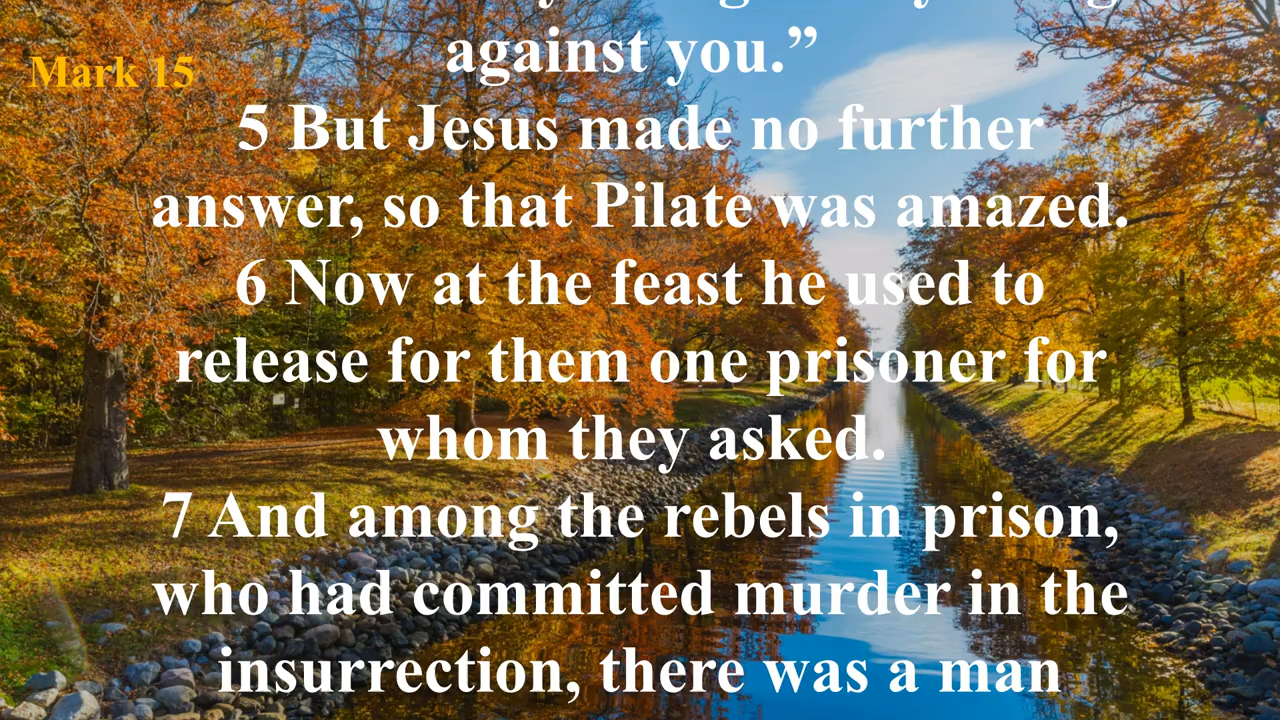 against you.”
Mark 15
5 But Jesus made no further
answer, so that Pilate was amazed.
6 Now at the feast he used to
release for them one prisoner for
whom they asked.
7 And among the rebels in prison,
who had committed murder in the
insurrection, there was a man